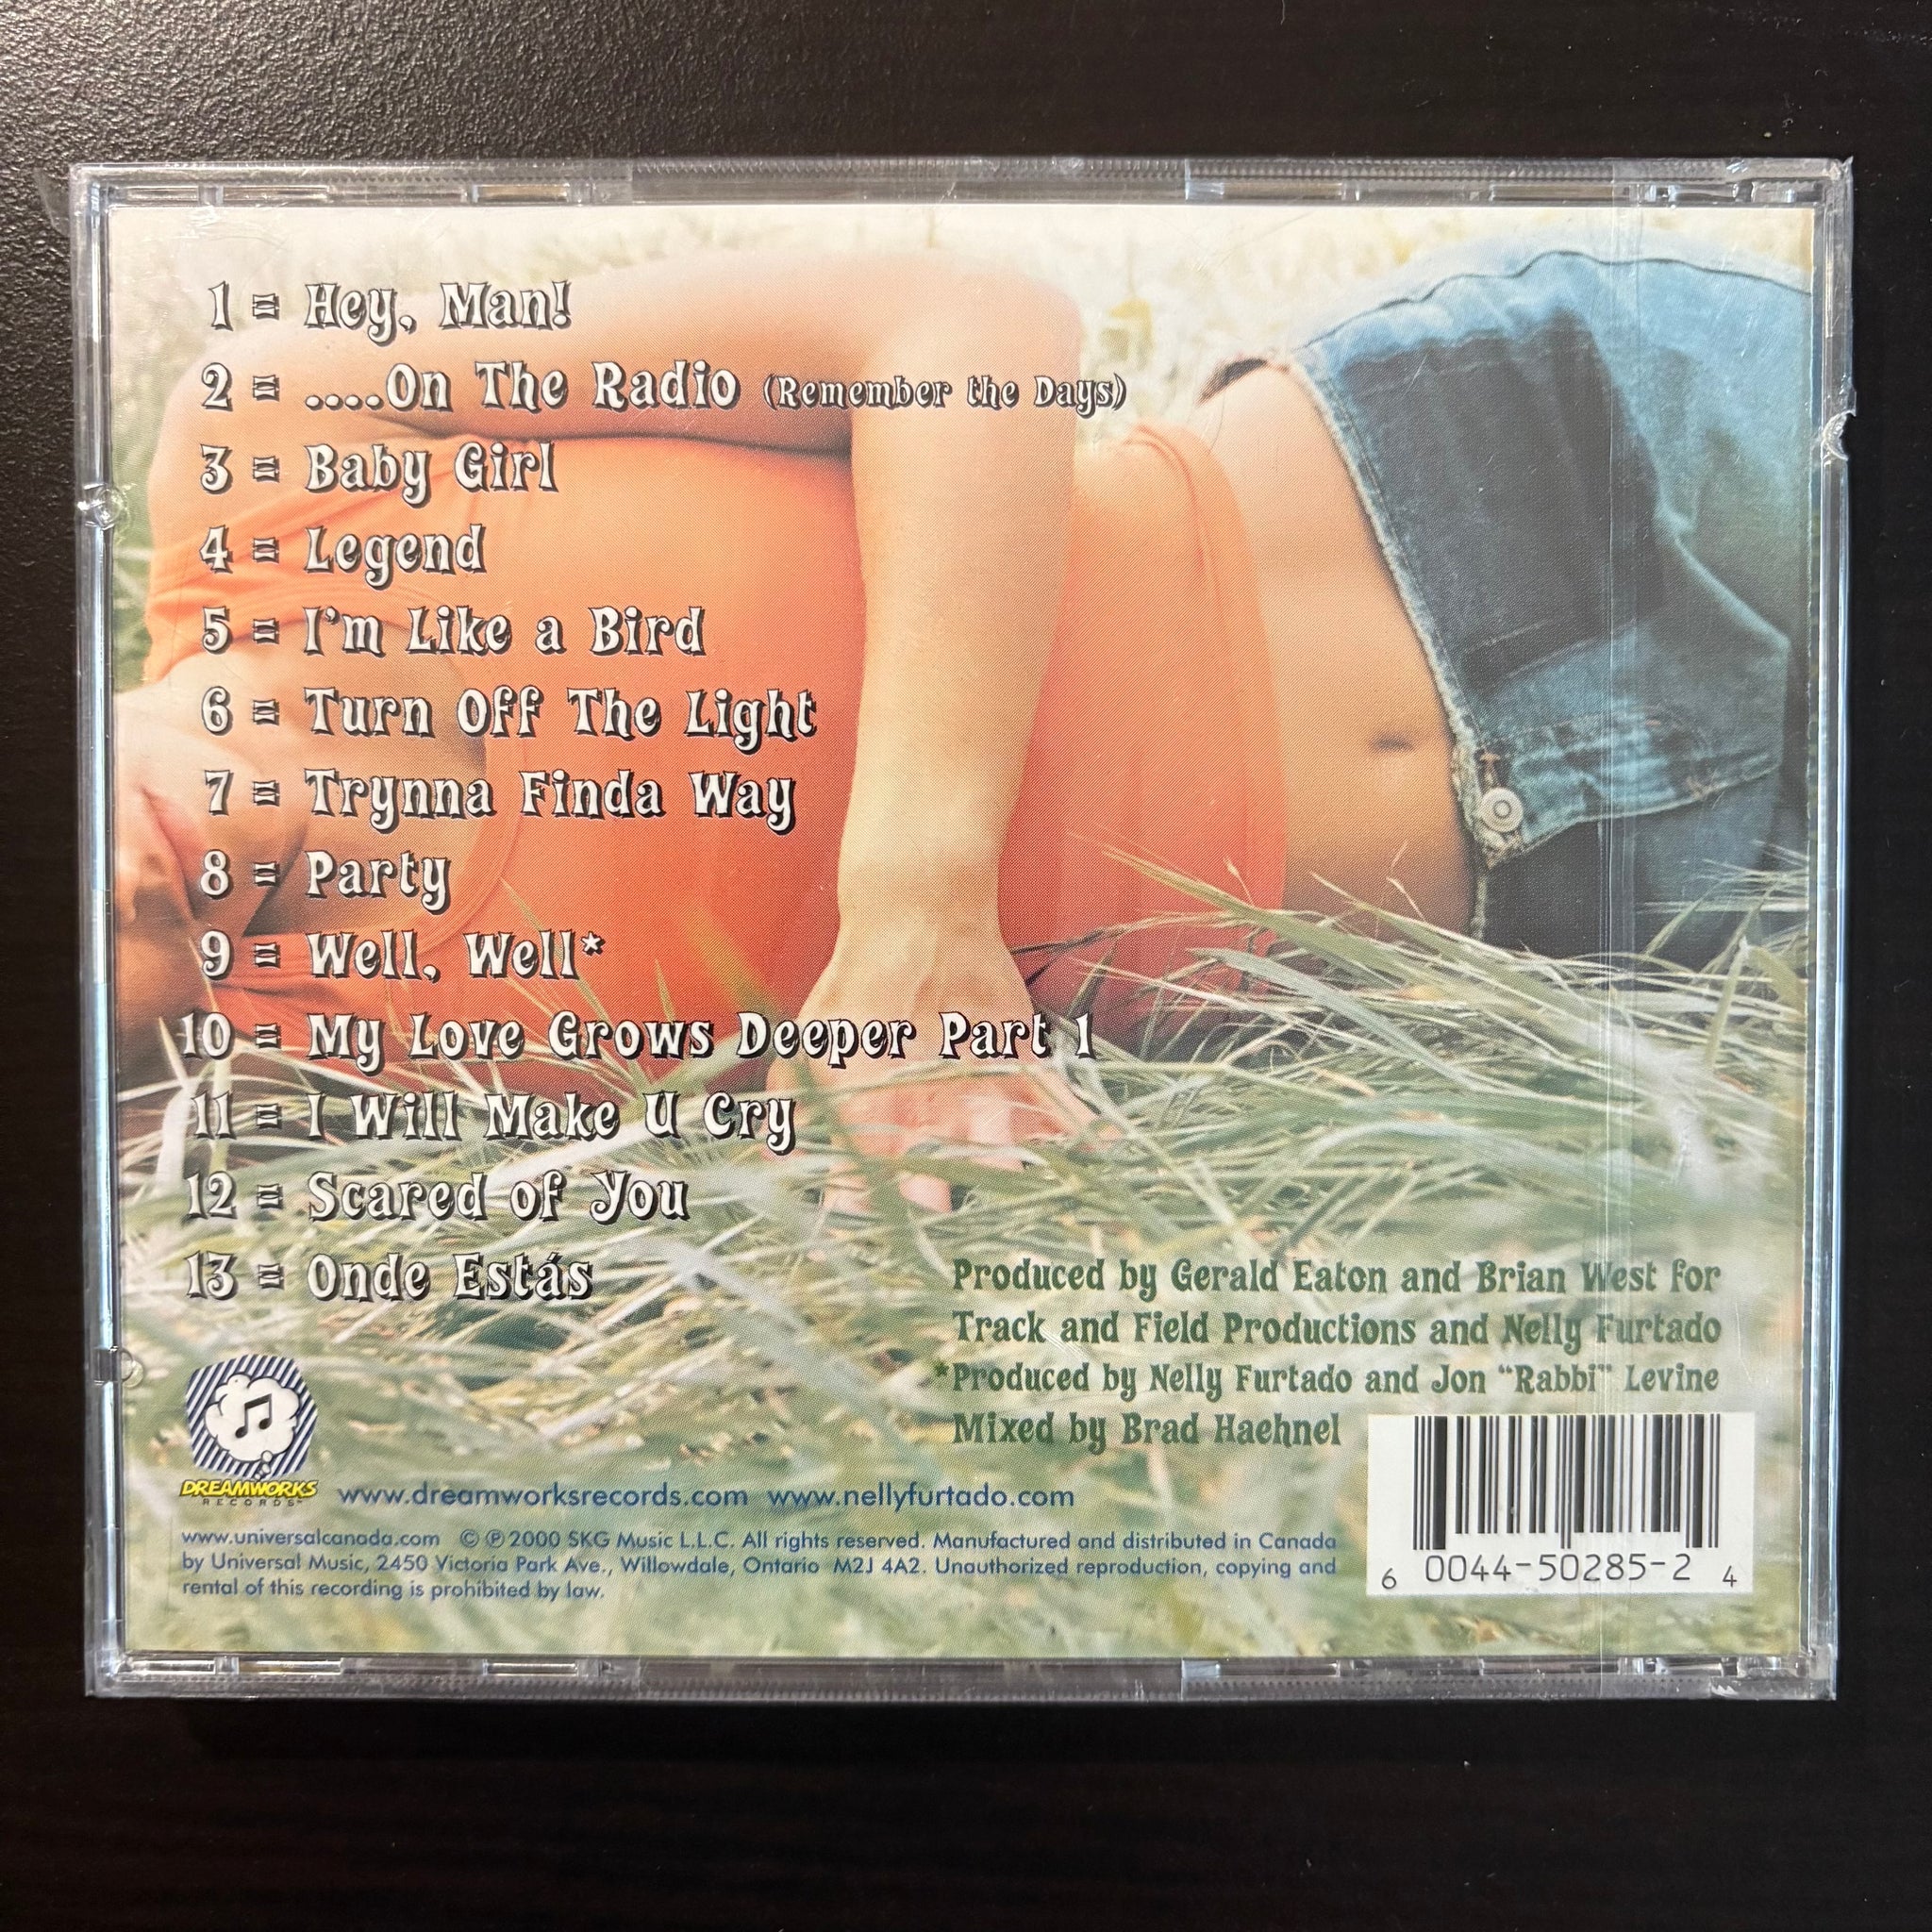 1 = Hey, Man!
2 = ....On The Radio (Remember the Days)
3 = Baby Girl
4 = Legend
5 = I'm Like a Bird
6 = Turn Off The Light
7 = Trynna Finda Way
8 = Party
9 = Well, Well*
10 = My Love Grows Deeper Part 1
11 = I Will Make U Cry
12 = Scared of You
13 = Onde Estás
Produced by Gerald Eaton and Brian West for
Track and Field Productions and Nelly Furtado
*Produced by Nelly Furtado and Jon “Rabbi” Levine
Mixed by Brad Haehnel
DREAMWORKS
RECORDS™
www.dreamworksrecords.com www.nellyfurtado.com
www.universalcanada.com © ℗ 2000 SKG Music L.L.C. All rights reserved. Manufactured and distributed in Canada
by Universal Music, 2450 Victoria Park Ave., Willowdale, Ontario M2J 4A2. Unauthorized reproduction, copying and
rental of this recording is prohibited by law.
6 0044-50285-2 4